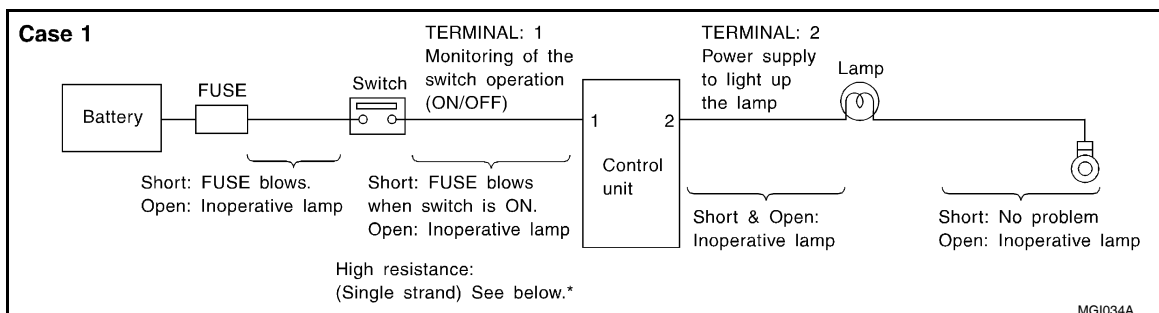 Case 1
TERMINAL: 1
Monitoring of the
switch operation
(ON/OFF)
TERMINAL: 2
Power supply
to light up
the lamp
Lamp
FUSE
Switch
Battery
1
2
Control
unit
Short: FUSE blows.
Open: Inoperative lamp
Short: FUSE blows
when switch is ON.
Open: Inoperative lamp
Short & Open:
Inoperative lamp
Short: No problem
Open: Inoperative lamp
High resistance:
(Single strand) See below.*
MGI034A